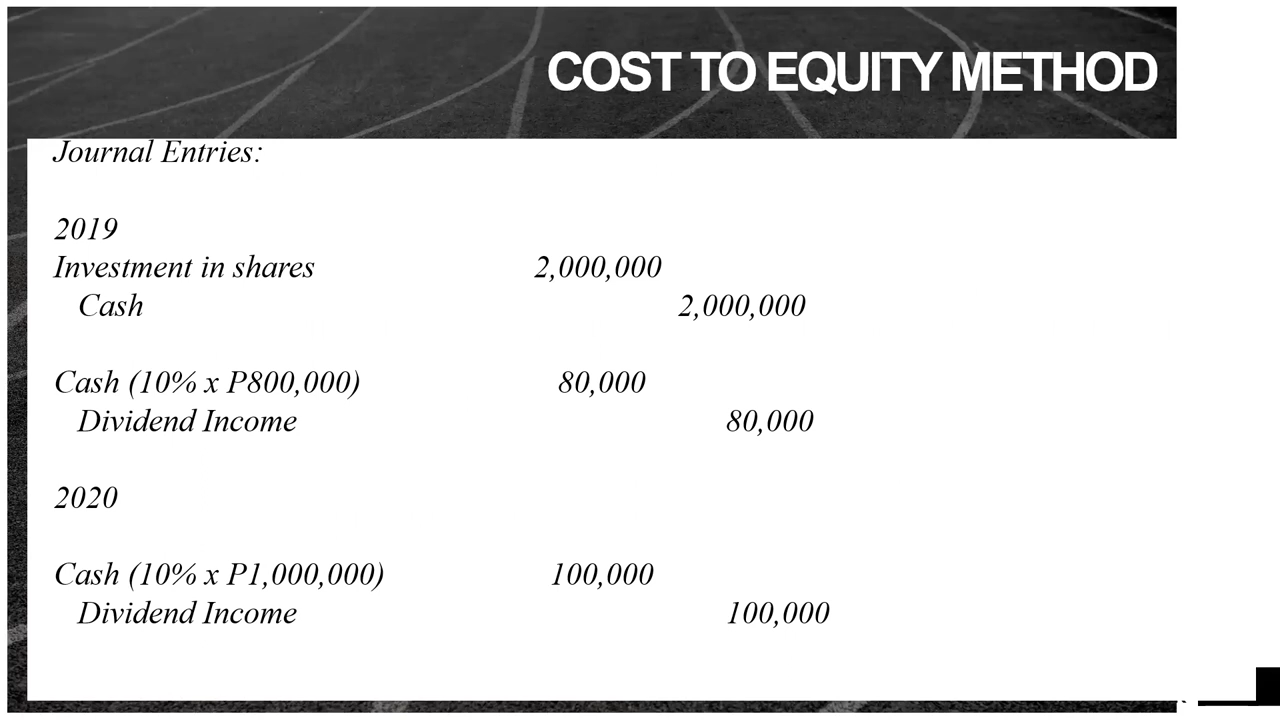 COST TO EQUITY METHOD
Journal Entries:
2019
Investment in shares 2,000,000
Cash 2,000,000
Cash (10% x P800,000) 80,000
Dividend Income 80,000
2020
Cash (10% x P1,000,000) 100,000
Dividend Income 100,000